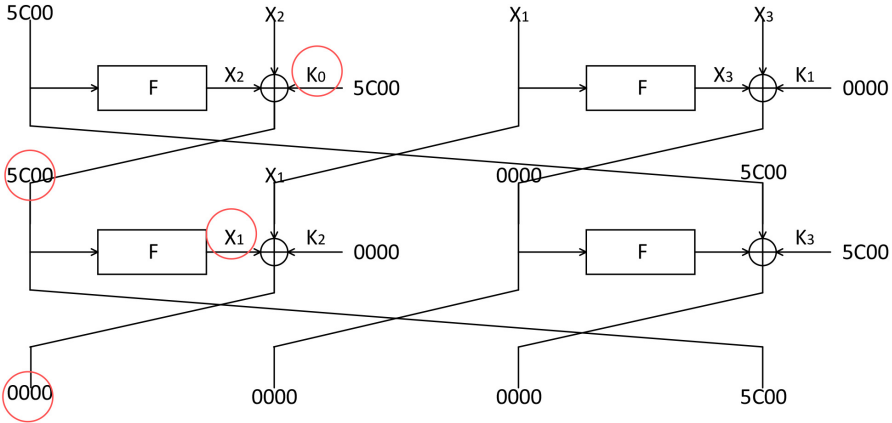 5C00 X2 X1 X3
F X2 K0 5C00 F X3 K1 0000
5C00 X1 0000 5C00
F X1 K2 0000 F K3 5C00
0000 0000 0000 5C00